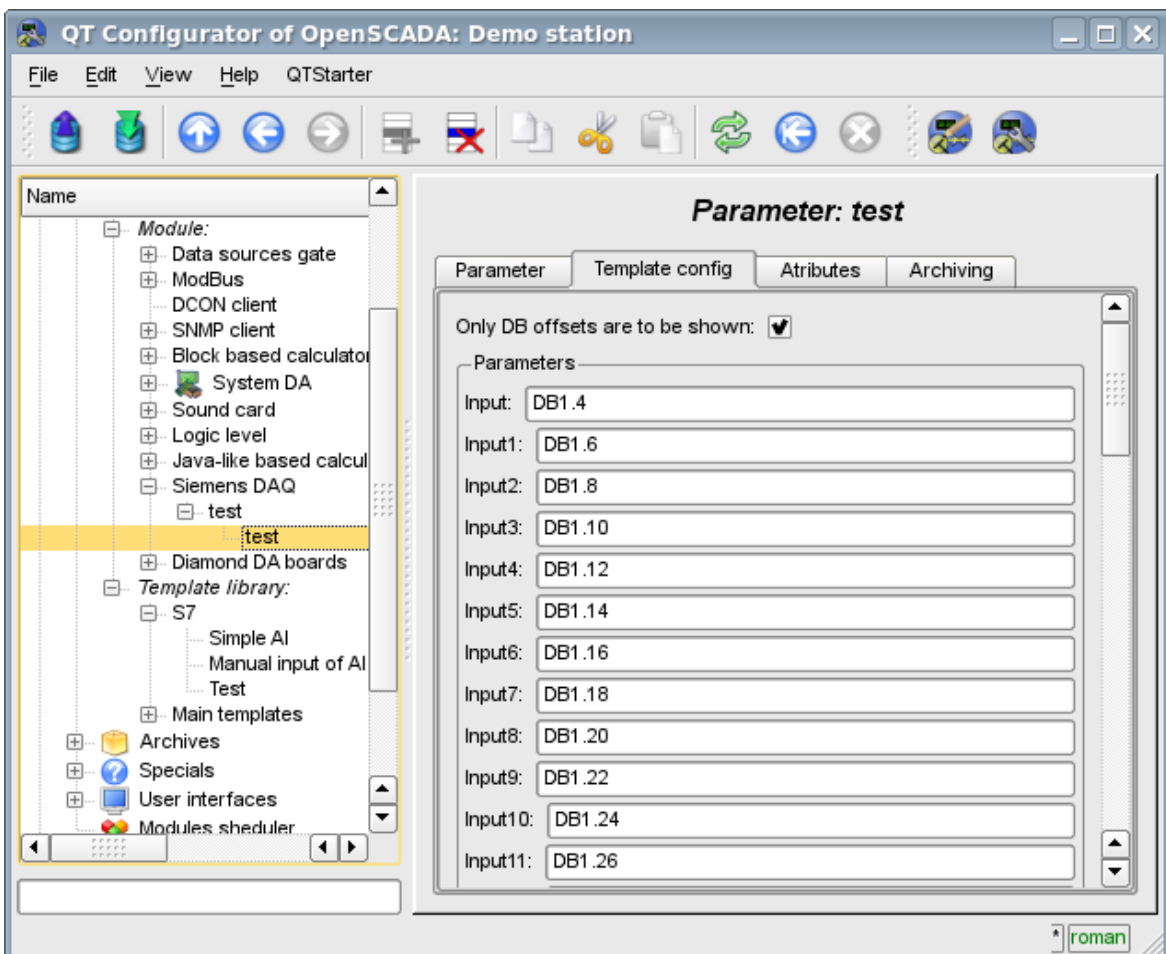 QT Configurator of OpenSCADA: Demo station
File Edit View Help QTStarter
Name
Module:
Data sources gate
ModBus
DCON client
SNMP client
Block based calculator
System DA
Sound card
Logic level
Java-like based calcul
Siemens DAQ
test
test
Diamond DA boards
Template library:
S7
Simple AI
Manual input of AI
Test
Main templates
Archives
Specials
User interfaces
Modules sheduler
Parameter: test
Parameter Template config Atributes Archiving
Only DB offsets are to be shown:
Parameters
Input: DB1.4
Input1: DB1.6
Input2: DB1.8
Input3: DB1.10
Input4: DB1.12
Input5: DB1.14
Input6: DB1.16
Input7: DB1.18
Input8: DB1.20
Input9: DB1.22
Input10: DB1.24
Input11: DB1.26
* roman